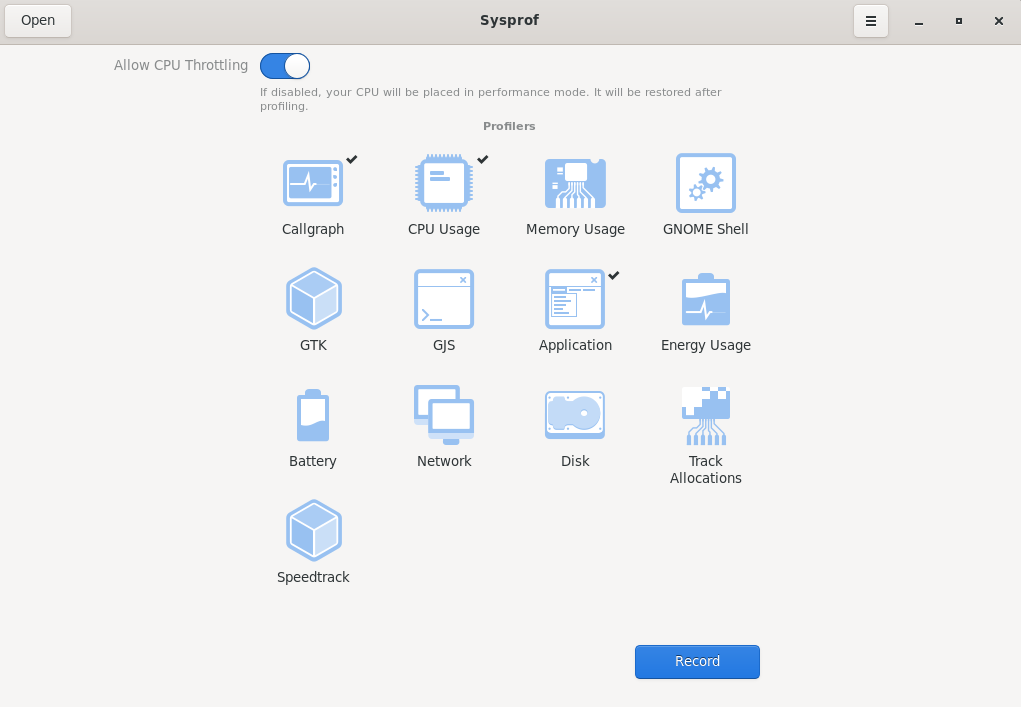 Open
Sysprof
Allow CPU Throttling
If disabled, your CPU will be placed in performance mode. It will be restored after
profiling.
Profilers
Callgraph
CPU Usage
Memory Usage
GNOME Shell
GTK
GJS
Application
Energy Usage
Battery
Network
Disk
Track
Allocations
Speedtrack
Record